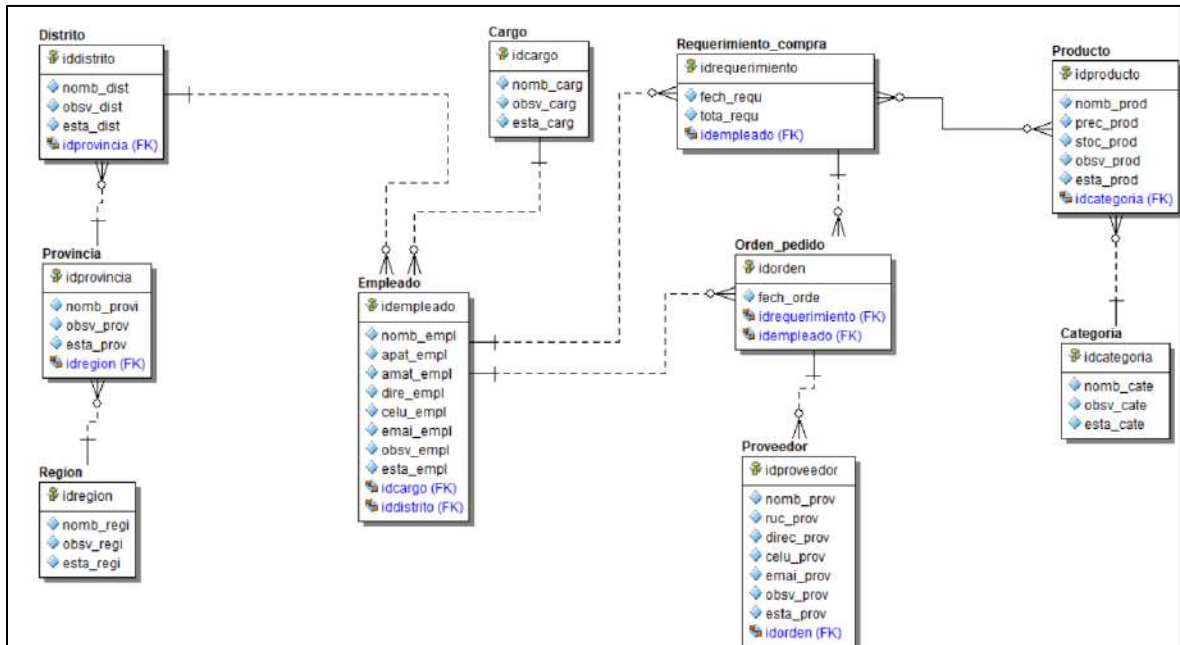 Distrito
iddistrito
nomb_dist
obsv_dist
esta_dist
idprovincia (FK)
Provincia
idprovincia
nomb_provi
obsv_prov
esta_prov
idregion (FK)
Region
idregion
nomb_regi
obsv_regi
esta_regi
Cargo
idcargo
nomb_carg
obsv_carg
esta_carg
Empleado
idempleado
nomb_empl
apat_empl
amat_empl
dire_empl
celu_empl
emai_empl
obsv_empl
esta_empl
idcargo (FK)
iddistrito (FK)
Requerimiento_compra
idrequerimiento
fech_requ
tota_requ
idempleado (FK)
Orden_pedido
idorden
fech_orde
idrequerimiento (FK)
idempleado (FK)
Proveedor
idproveedor
nomb_prov
ruc_prov
direc_prov
celu_prov
emai_prov
obsv_prov
esta_prov
idorden (FK)
Producto
idproducto
nomb_prod
prec_prod
stoc_prod
obsv_prod
esta_prod
idcategoria (FK)
Categoria
idcategoria
nomb_cate
obsv_cate
esta_cate